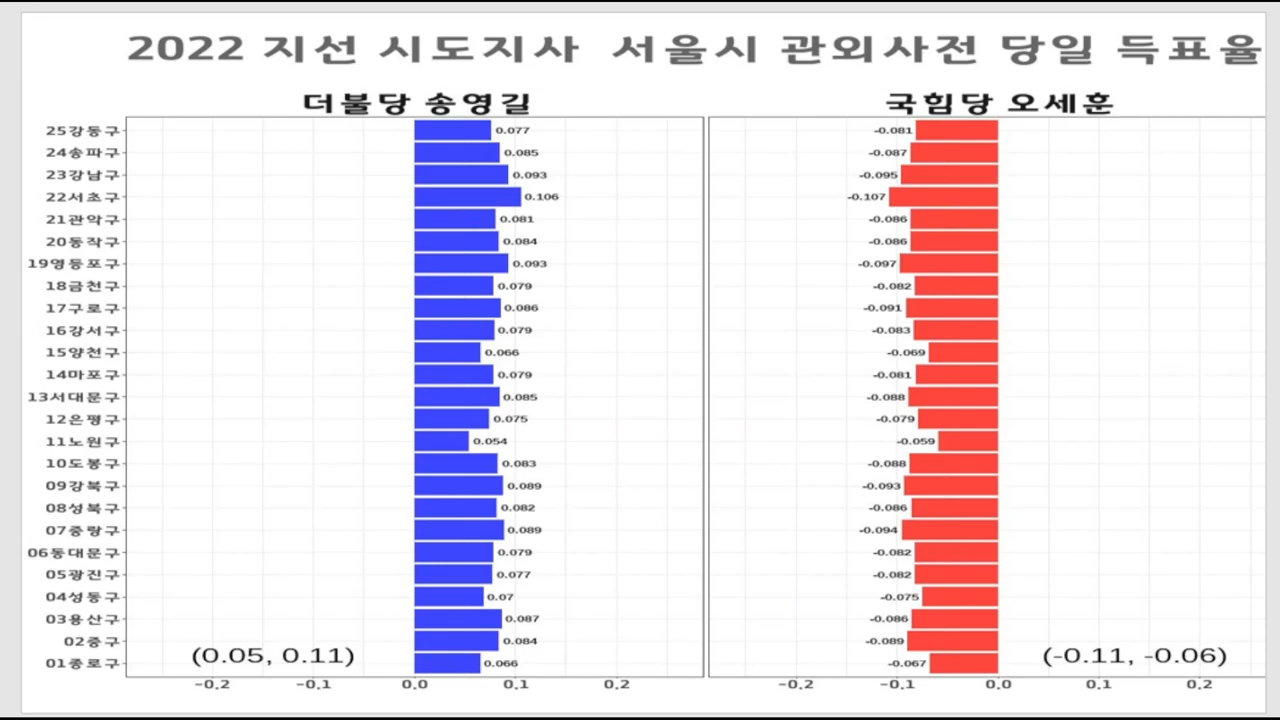 2022 지선 시도지사 서울시 관외사전 당일 득표율
더불당 송영길 국힘당 오세훈
25강동구 0.077 -0.081
24송파구 0.085 -0.087
23강남구 0.093 -0.095
22서초구 0.106 -0.107
21관악구 0.081 -0.086
20동작구 0.084 -0.086
19영등포구 0.093 -0.097
18금천구 0.079 -0.082
17구로구 0.086 -0.091
16강서구 0.079 -0.083
15양천구 0.066 -0.069
14마포구 0.079 -0.081
13서대문구 0.085 -0.088
12은평구 0.075 -0.079
11노원구 0.054 -0.059
10도봉구 0.083 -0.088
09강북구 0.089 -0.093
08성북구 0.082 -0.086
07중랑구 0.089 -0.094
06동대문구 0.079 -0.082
05광진구 0.077 -0.082
04성동구 0.07 -0.075
03용산구 0.087 -0.086
02중구 0.084 -0.089
01종로구 (0.05, 0.11) 0.066 -0.067 (-0.11, -0.06)
-0.2 -0.1 0.0 0.1 0.2 -0.2 -0.1 0.0 0.1 0.2